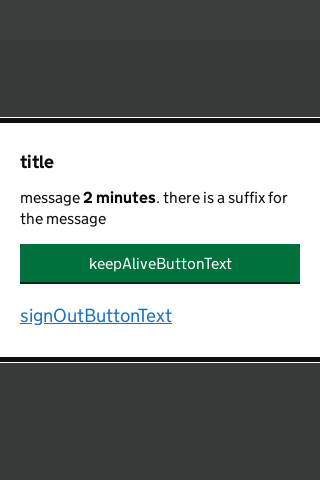 title
message 2 minutes. there is a suffix for
the message
keepAliveButtonText
signOutButtonText